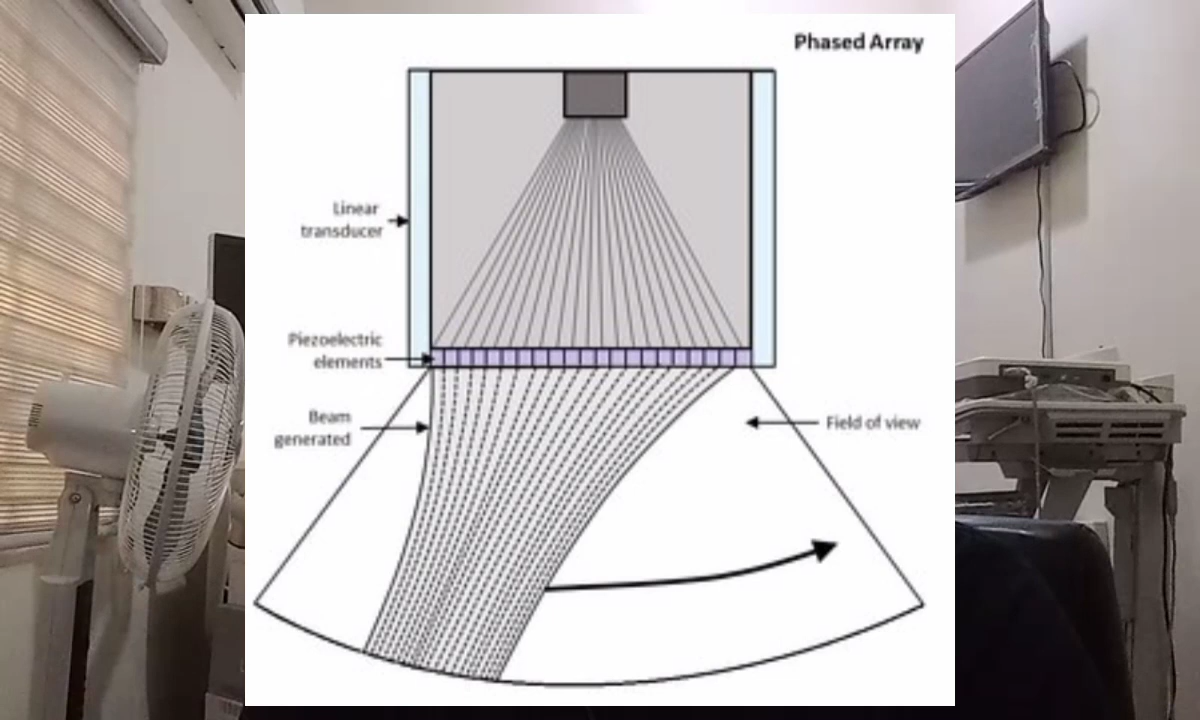 Phased Array
Linear
transducer
Piezoelectric
elements
Beam
generated
Field of view